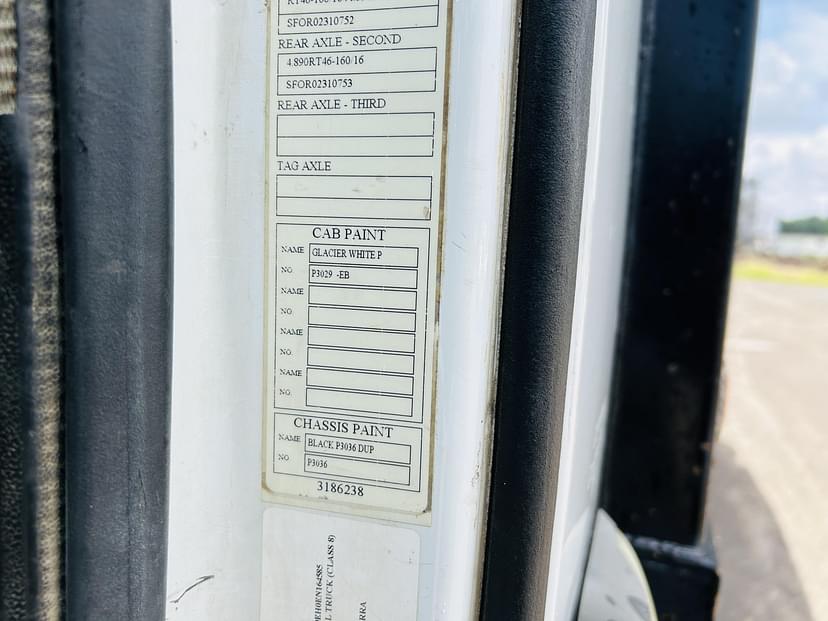 SFOR02310752
REAR AXLE - SECOND
4.890RT46-160/16
SFOR02310753
REAR AXLE - THIRD
TAG AXLE
CAB PAINT
NAME GLACIER WHITE P
NO. P3029 -EB
NAME
NO.
NAME
NO.
NAME
NO.
CHASSIS PAINT
NAME BLACK P3036 DUP
NO. P3036
3186238
TRUCK (CLASS 8)